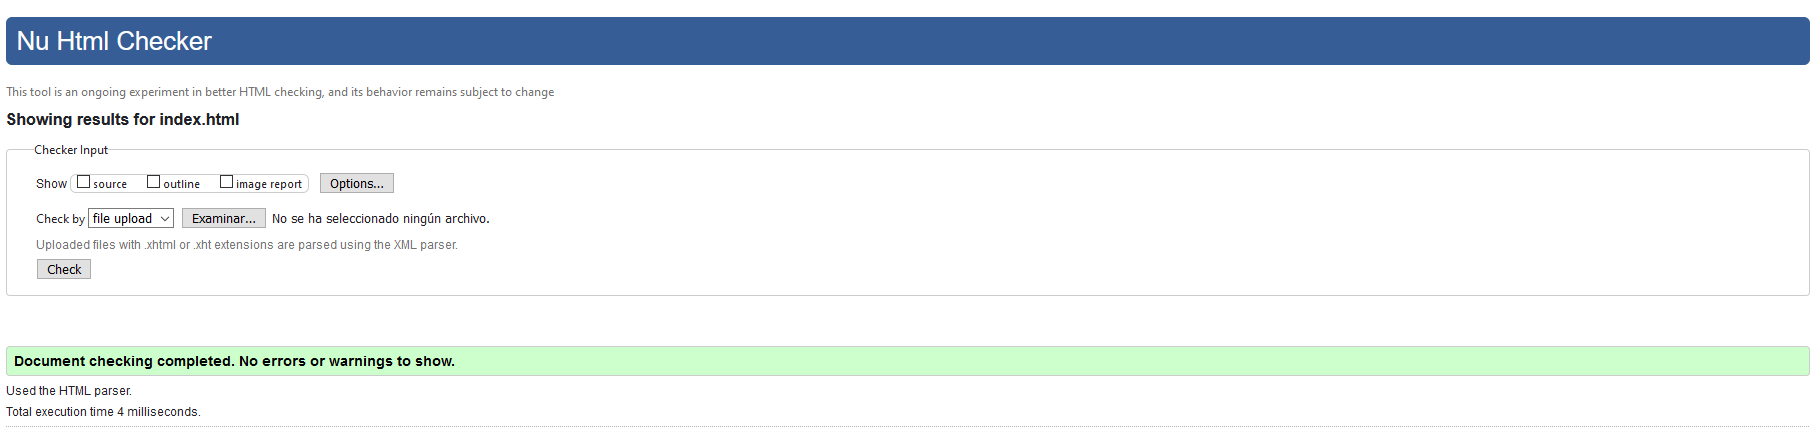 Nu Html Checker
This tool is an ongoing experiment in better HTML checking, and its behavior remains subject to change
Showing results for index.html
Checker Input
Show source outline image report Options...
Check by file upload Examinar... No se ha seleccionado ningún archivo.
Uploaded files with .xhtml or .xht extensions are parsed using the XML parser.
Check
Document checking completed. No errors or warnings to show.
Used the HTML parser.
Total execution time 4 milliseconds.